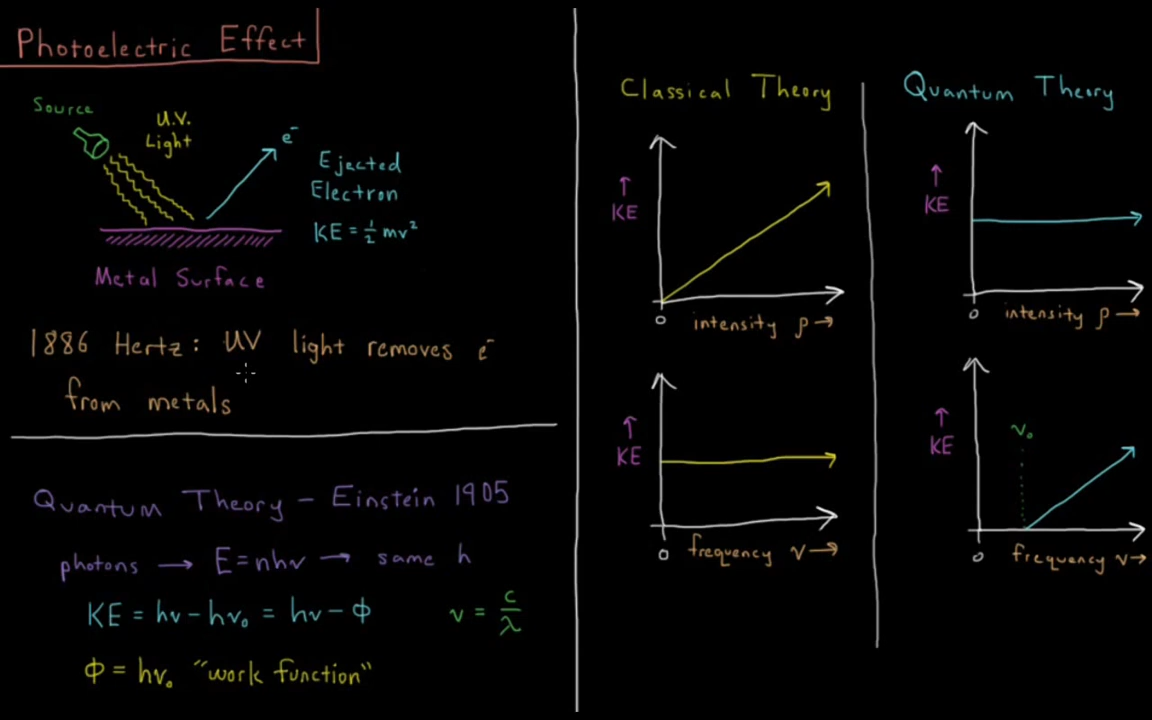 Photoelectric Effect
Source
U.V.
Light
e⁻
Ejected
Electron
KE = ½ mv²
Metal Surface
1886 Hertz: UV light removes e⁻
from metals
Quantum Theory - Einstein 1905
photons → E = nhν → same h
KE = hν - hν₀ = hν - Φ
ν = c/λ
Φ = hν₀ "work function"
Classical Theory
↑
KE
0
intensity ρ →
↑
KE
0
frequency ν →
Quantum Theory
↑
KE
0
intensity ρ →
↑
KE
ν₀
0
frequency ν →